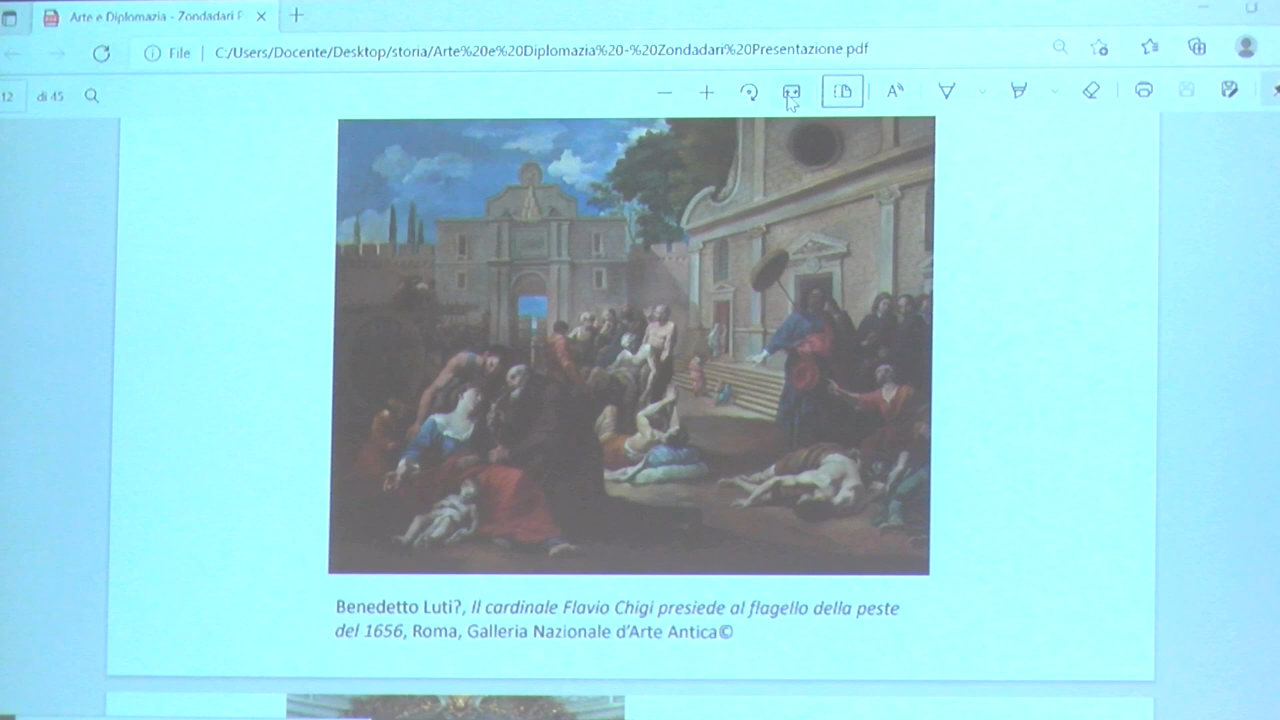 Arte e Diplomazia - Zondadari P
File
C:/Users/Docente/Desktop/storia/Arte%20e%20Diplomazia%20-%20Zondadari%20Presentazione.pdf
12 di 45
Benedetto Luti?, Il cardinale Flavio Chigi presiede al flagello della peste
del 1656, Roma, Galleria Nazionale d'Arte Antica©